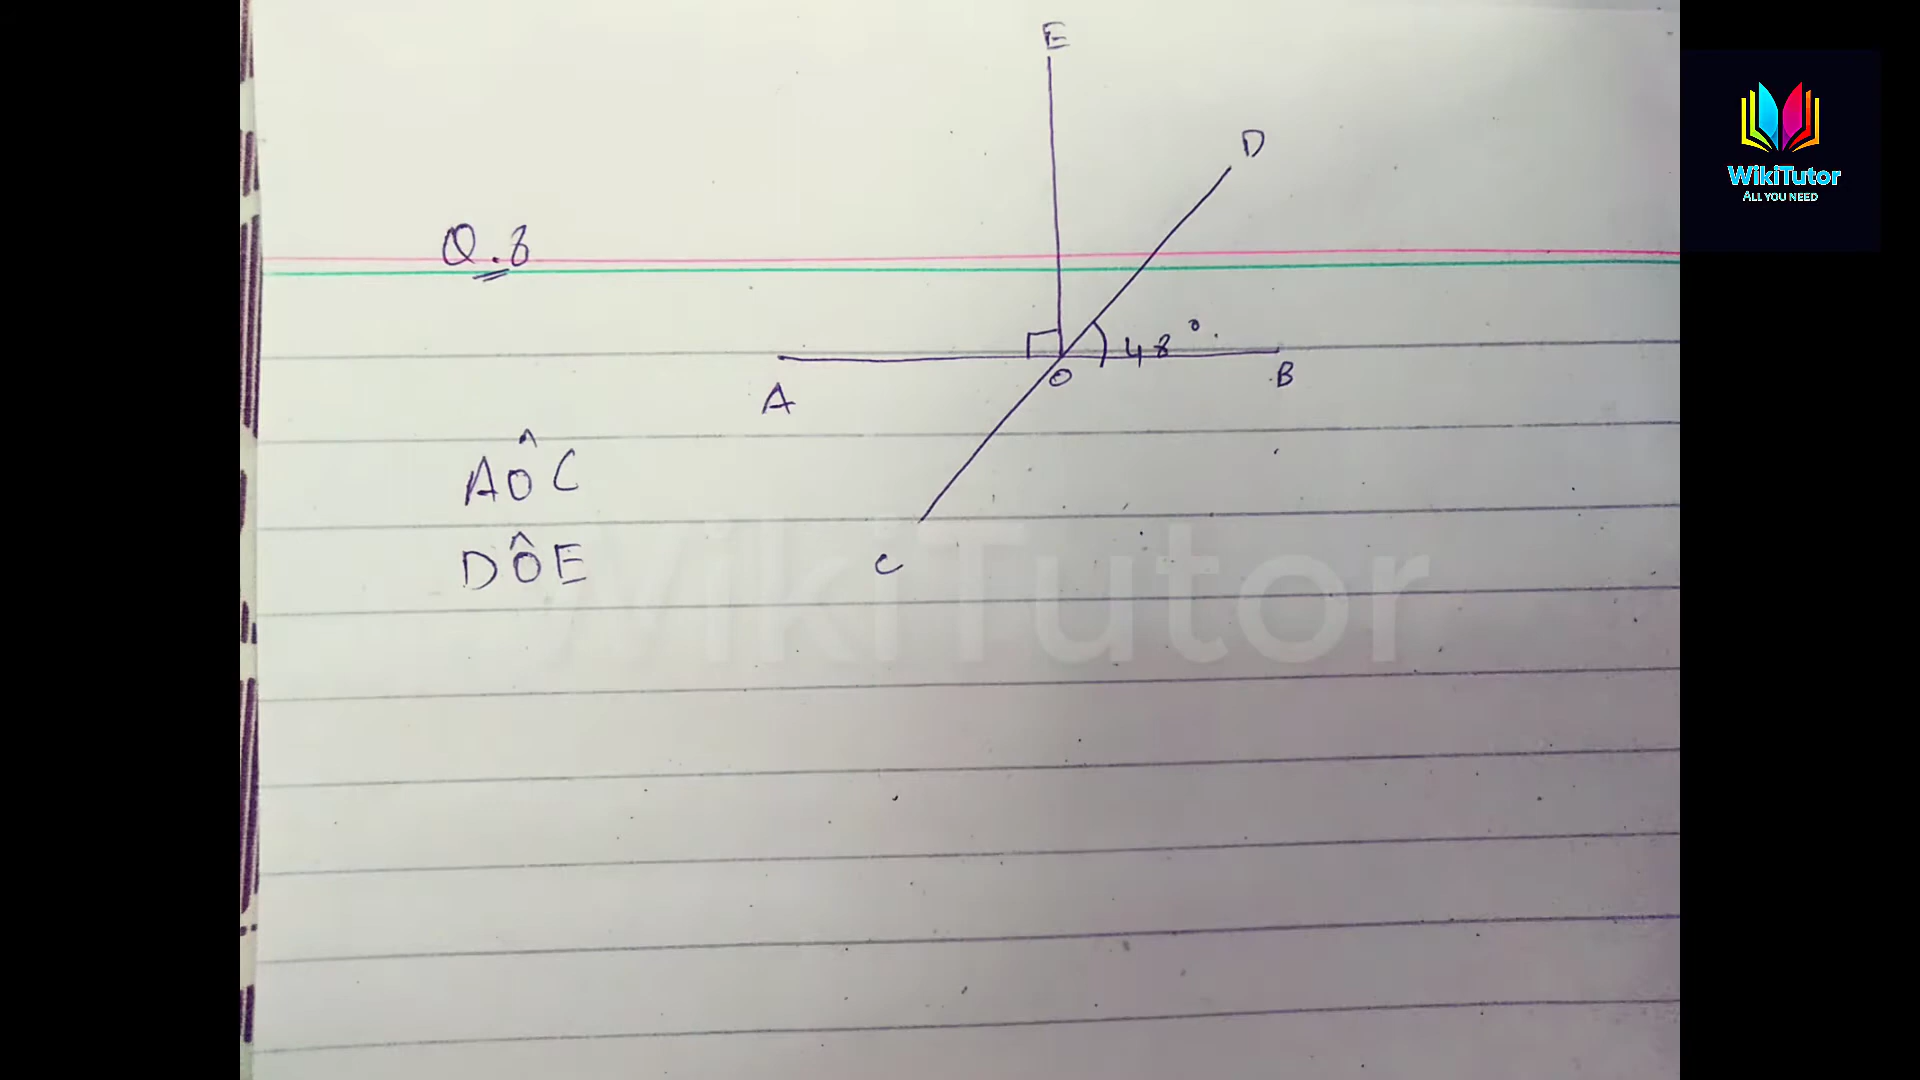 E
D
Q.8
48°
O
B
A
AÔC
DÔE
C
WikiTutor
WikiTutor
ALL YOU NEED